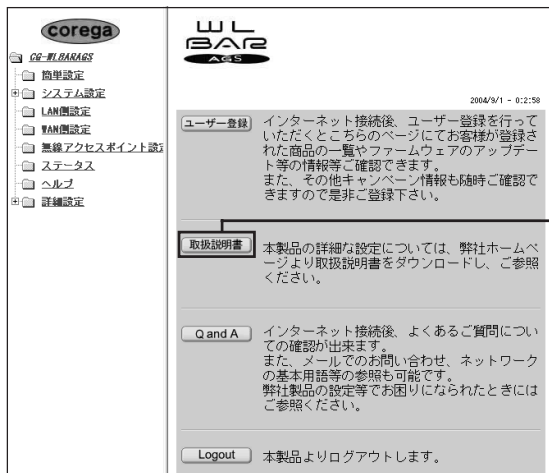 corega
CG-WLBARAGS
簡単設定
システム設定
LAN側設定
WAN側設定
無線アクセスポイント設定
ステータス
ヘルプ
詳細設定
WL
BAR
AGS
2004/9/1 - 0:2:58
ユーザー登録
インターネット接続後、ユーザー登録を行って
いただくとこちらのページにてお客様が登録さ
れた商品の一覧やファームウェアのアップデー
ト等の情報等ご確認できます。
また、その他キャンペーン情報も随時ご確認で
きますので是非ご登録下さい。
取扱説明書
本製品の詳細な設定については、弊社ホームペ
ージより取扱説明書をダウンロードし、ご参照
ください。
Q and A
インターネット接続後、よくあるご質問につい
ての確認が出来ます。
また、メールでのお問い合わせ、ネットワーク
の基本用語等の参照も可能です。
弊社製品の設定等でお困りになられたときには
ご参照ください。
Logout
本製品よりログアウトします。